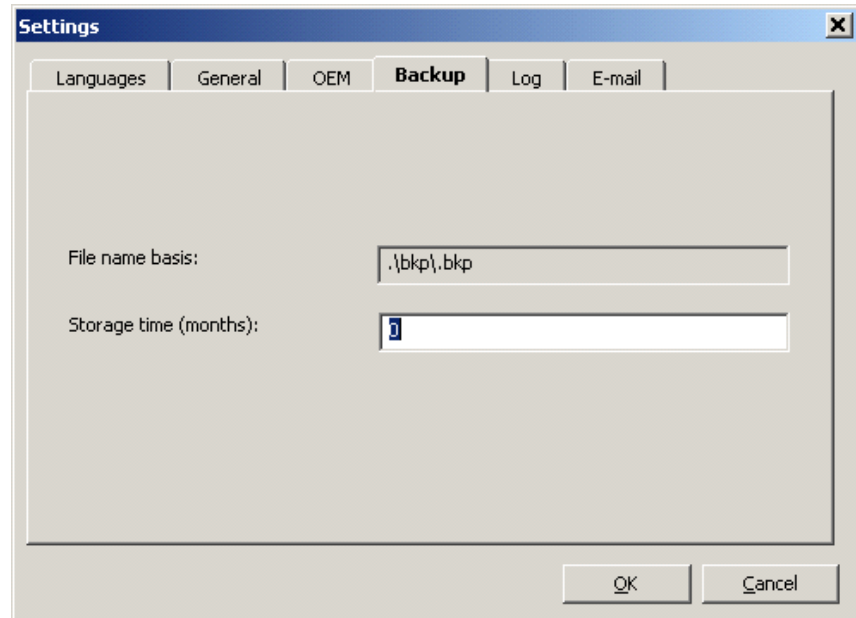 Settings
Languages General OEM Backup Log E-mail
File name basis: .\bkp\.bkp
Storage time (months): 0
OK Cancel